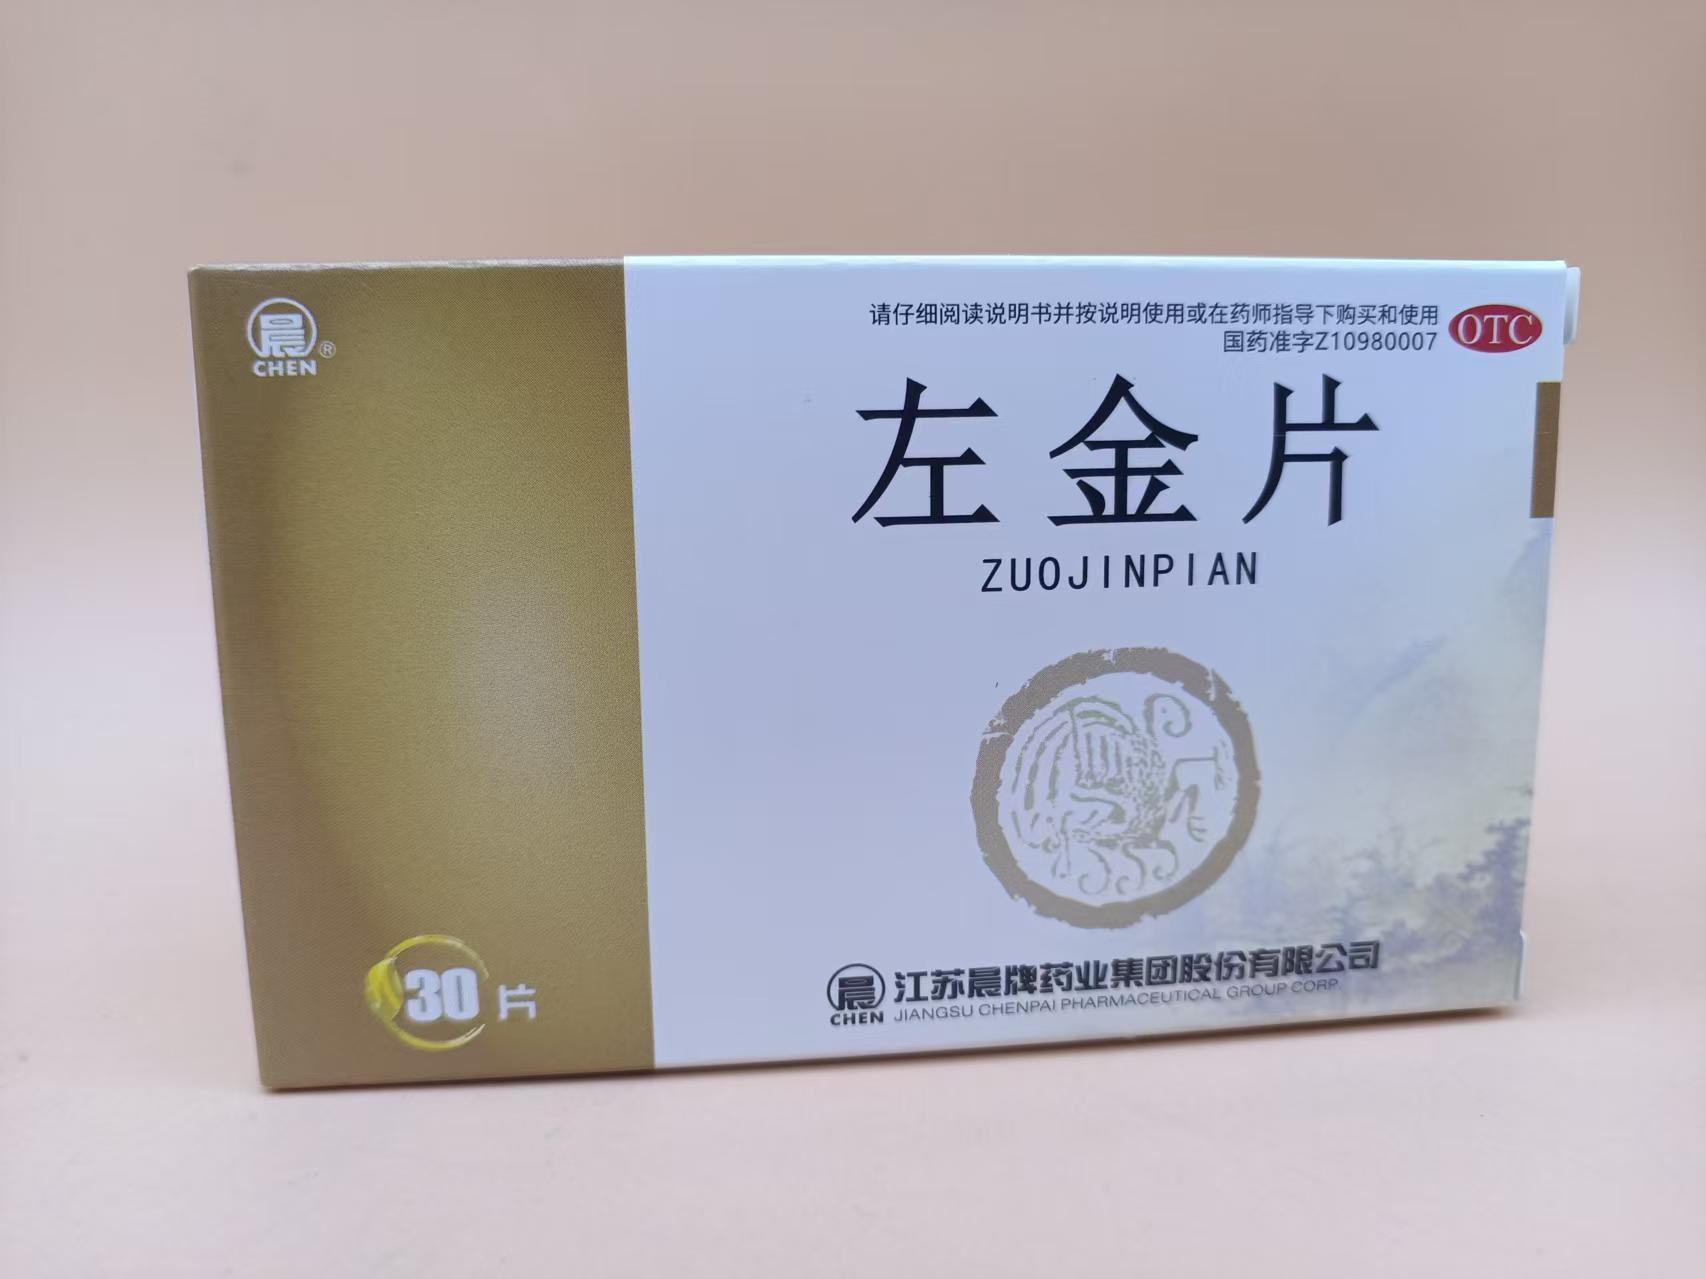 晨®
CHEN
请仔细阅读说明书并按说明使用或在药师指导下购买和使用
国药准字Z10980007
OTC
左金片
ZUOJINPIAN
30片
晨
CHEN
江苏晨牌药业集团股份有限公司
JIANGSU CHENPAI PHARMACEUTICAL GROUP CORP.